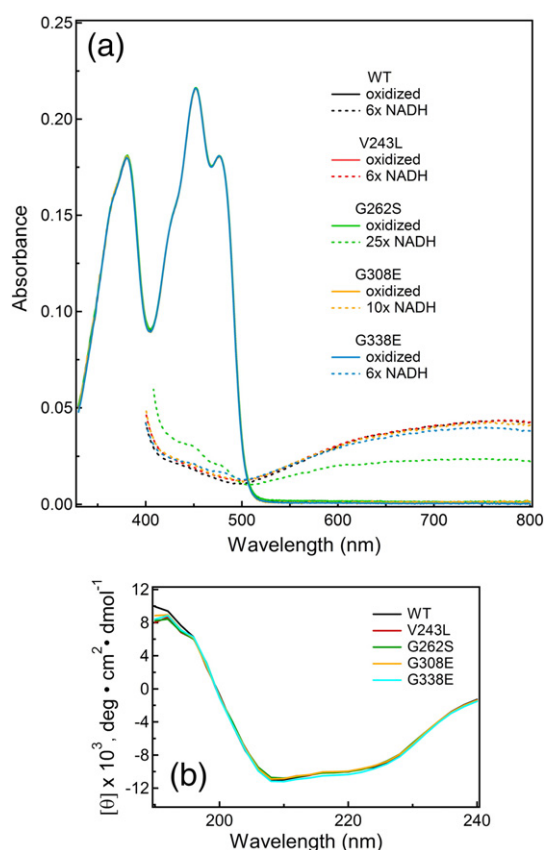 (a)
0.25
0.20
0.15
0.10
0.05
0.00
Absorbance
WT
oxidized
6x NADH
V243L
oxidized
6x NADH
G262S
oxidized
25x NADH
G308E
oxidized
10x NADH
G338E
oxidized
6x NADH
400 500 600 700 800
Wavelength (nm)
12
8
4
0
-4
-8
-12
[θ] x 10³, deg • cm² • dmol⁻¹
WT
V243L
G262S
G308E
G338E
(b)
200 220 240
Wavelength (nm)